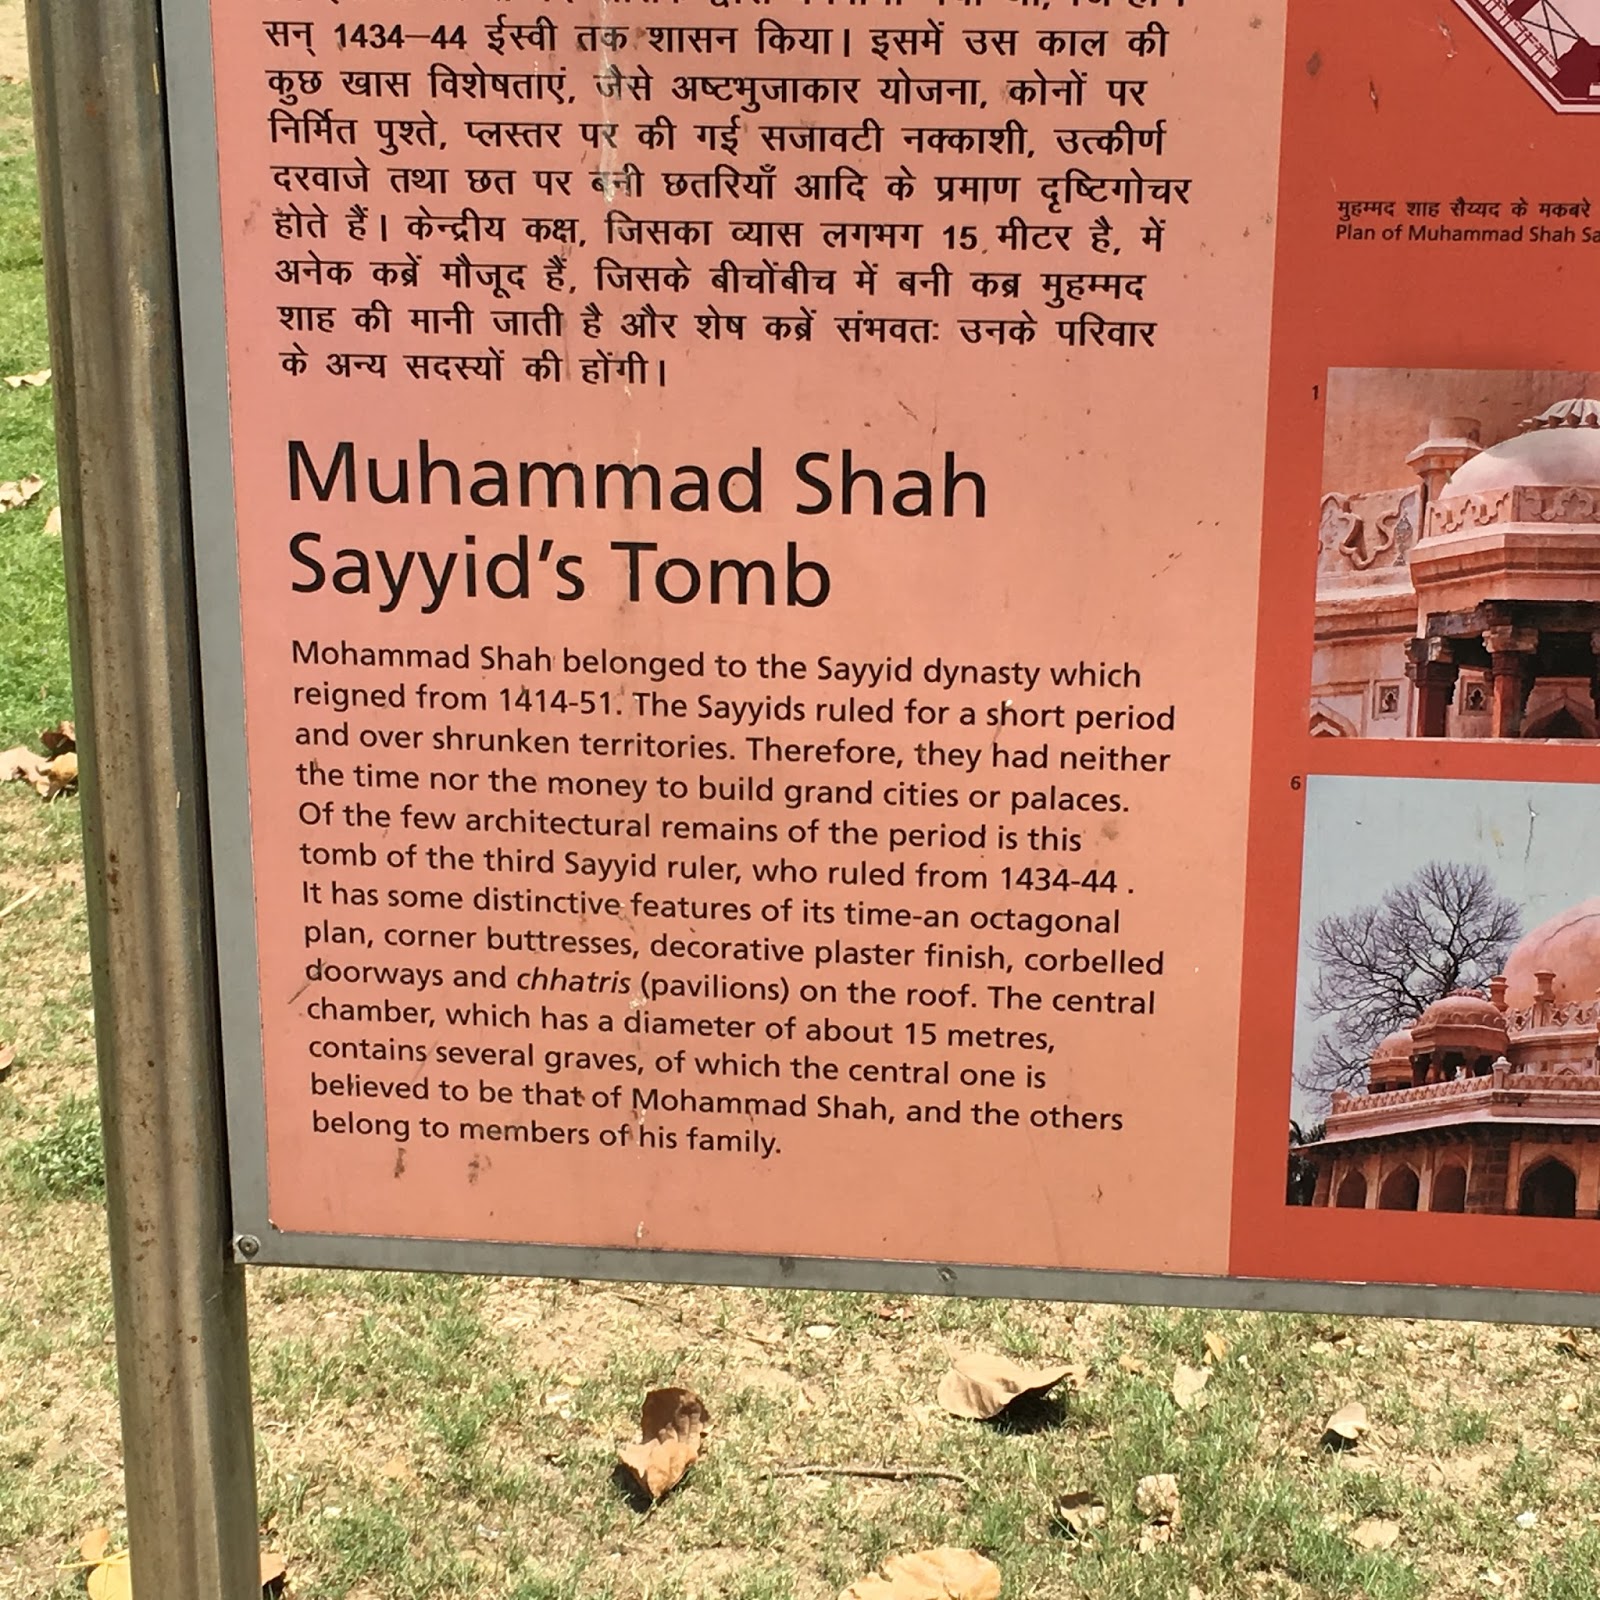 सन् 1434–44 ईस्वी तक शासन किया। इसमें उस काल की
कुछ खास विशेषताएं, जैसे अष्टभुजाकार योजना, कोनों पर
निर्मित पुश्ते, प्लस्तर पर की गई सजावटी नक्काशी, उत्कीर्ण
दरवाजे तथा छत पर बनी छतरियाँ आदि के प्रमाण दृष्टिगोचर
होते हैं। केन्द्रीय कक्ष, जिसका व्यास लगभग 15 मीटर है, में
अनेक कब्रें मौजूद हैं, जिसके बीचोंबीच में बनी कब्र मुहम्मद
शाह की मानी जाती है और शेष कब्रें संभवतः उनके परिवार
के अन्य सदस्यों की होंगी।
Muhammad Shah
Sayyid's Tomb
Mohammad Shah belonged to the Sayyid dynasty which
reigned from 1414-51. The Sayyids ruled for a short period
and over shrunken territories. Therefore, they had neither
the time nor the money to build grand cities or palaces.
Of the few architectural remains of the period is this
tomb of the third Sayyid ruler, who ruled from 1434-44 .
It has some distinctive features of its time-an octagonal
plan, corner buttresses, decorative plaster finish, corbelled
doorways and chhatris (pavilions) on the roof. The central
chamber, which has a diameter of about 15 metres,
contains several graves, of which the central one is
believed to be that of Mohammad Shah, and the others
belong to members of his family.
मुहम्मद शाह सैय्यद के मकबरे
Plan of Muhammad Shah
1
6